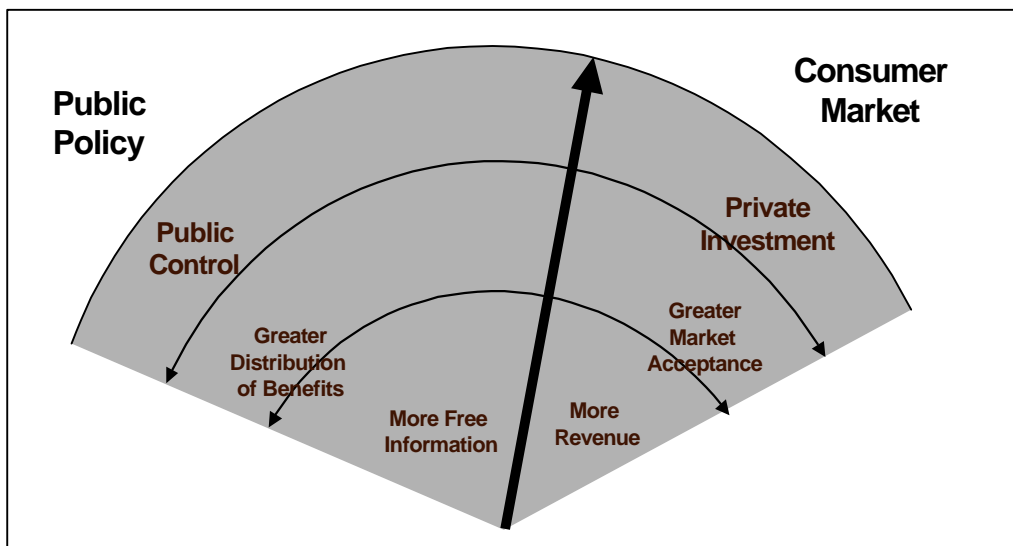 Public
Policy
Consumer
Market
Public
Control
Private
Investment
Greater
Distribution
of Benefits
Greater
Market
Acceptance
More Free
Information
More
Revenue